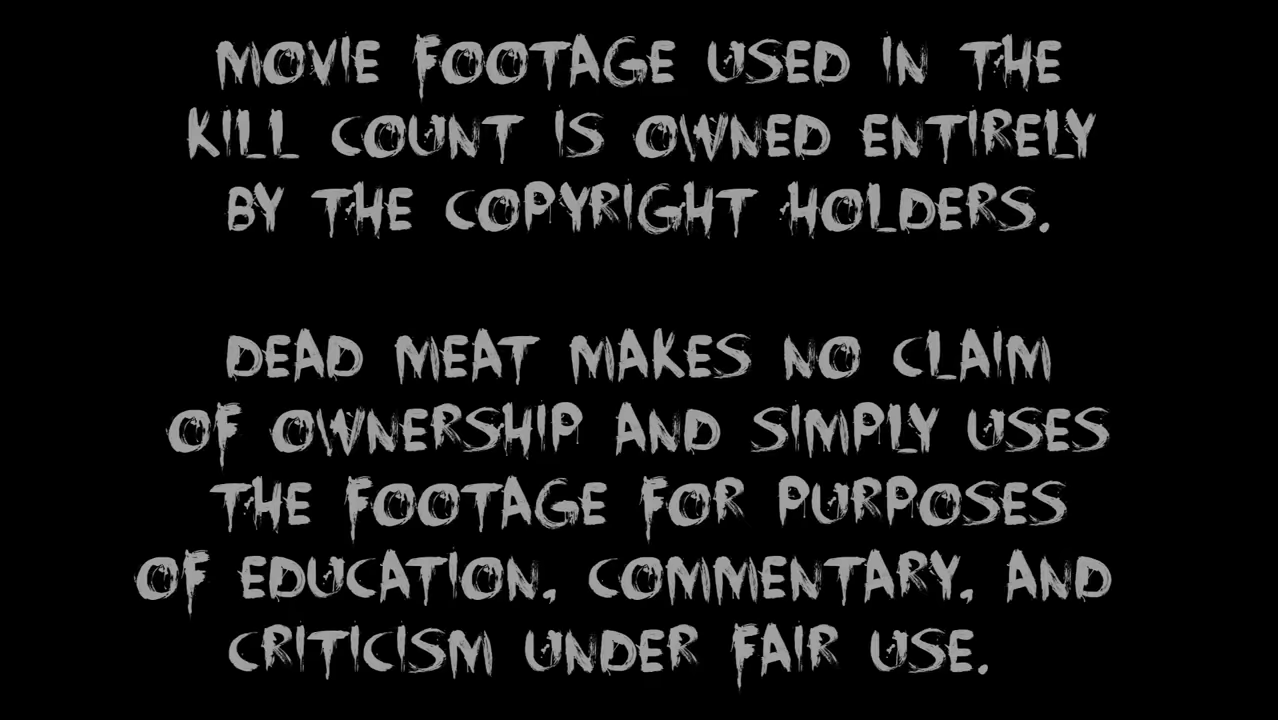 MOVIE FOOTAGE USED IN THE
KILL COUNT IS OWNED ENTIRELY
BY THE COPYRIGHT HOLDERS.
DEAD MEAT MAKES NO CLAIM
OF OWNERSHIP AND SIMPLY USES
THE FOOTAGE FOR PURPOSES
OF EDUCATION, COMMENTARY, AND
CRITICISM UNDER FAIR USE.